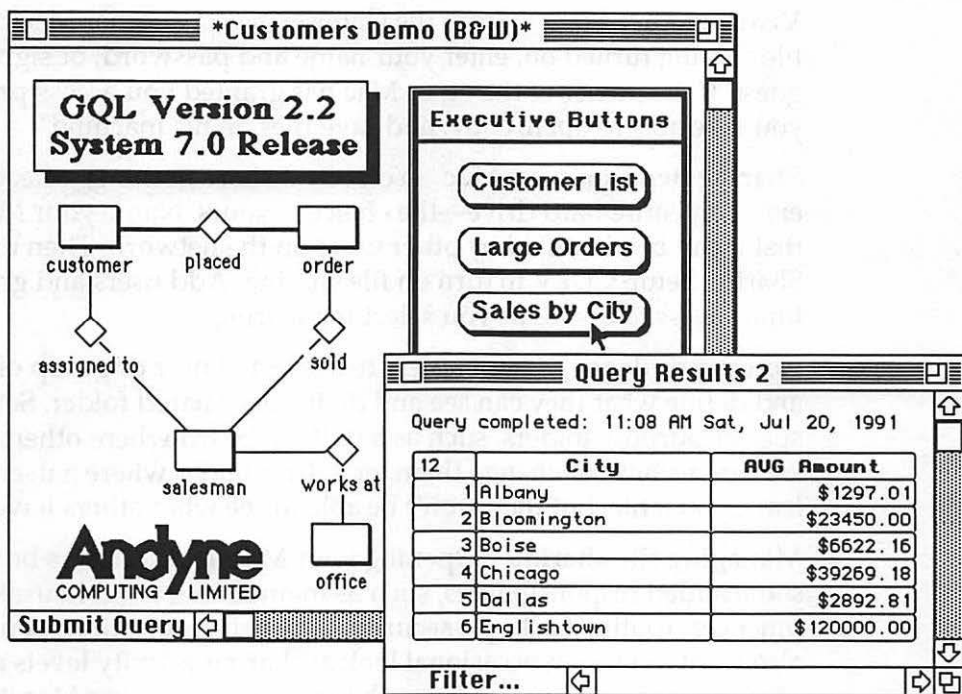 *Customers Demo (B&W)*
GQL Version 2.2
System 7.0 Release
customer
placed
order
assigned to
sold
salesman
works at
office
Andyne
COMPUTING LIMITED
Submit Query
Executive Buttons
Customer List
Large Orders
Sales by City
Query Results 2
Query completed: 11:08 AM Sat, Jul 20, 1991
12 City AVG Amount
1 Albany $1297.01
2 Bloomington $23450.00
3 Boise $6622.16
4 Chicago $39269.18
5 Dallas $2892.81
6 Englishtown $120000.00
Filter...